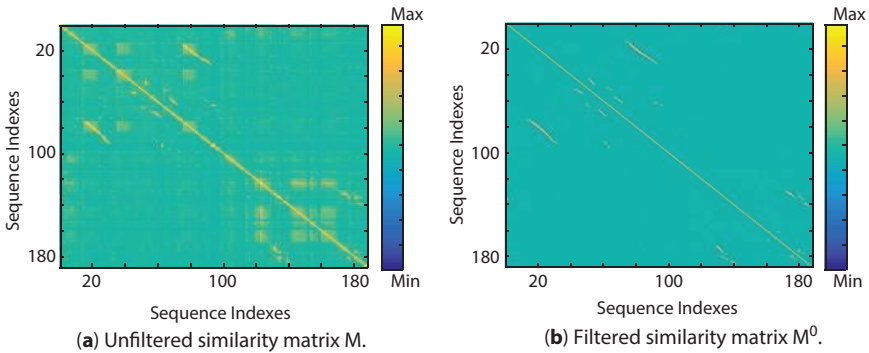 Max
20
100
180
Sequence Indexes
20
100
180
Sequence Indexes
Min
(a) Unfiltered similarity matrix M.
Max
20
100
180
Sequence Indexes
20
100
180
Sequence Indexes
Min
(b) Filtered similarity matrix M⁰.